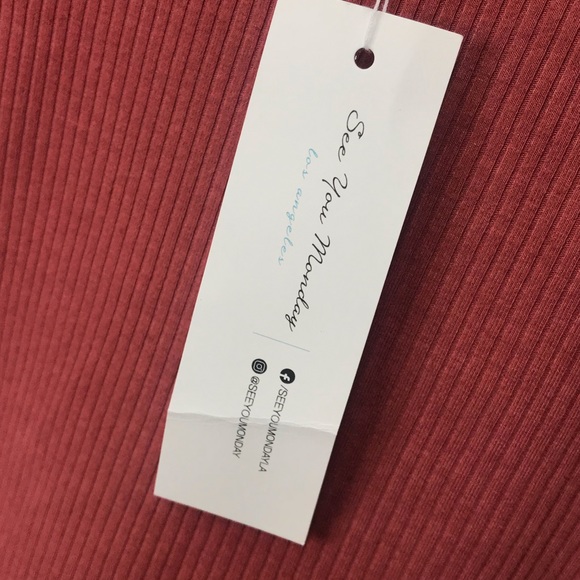 See You Monday
los angeles
/SEEYOUMONDAYLA
@SEEYOUMONDAY